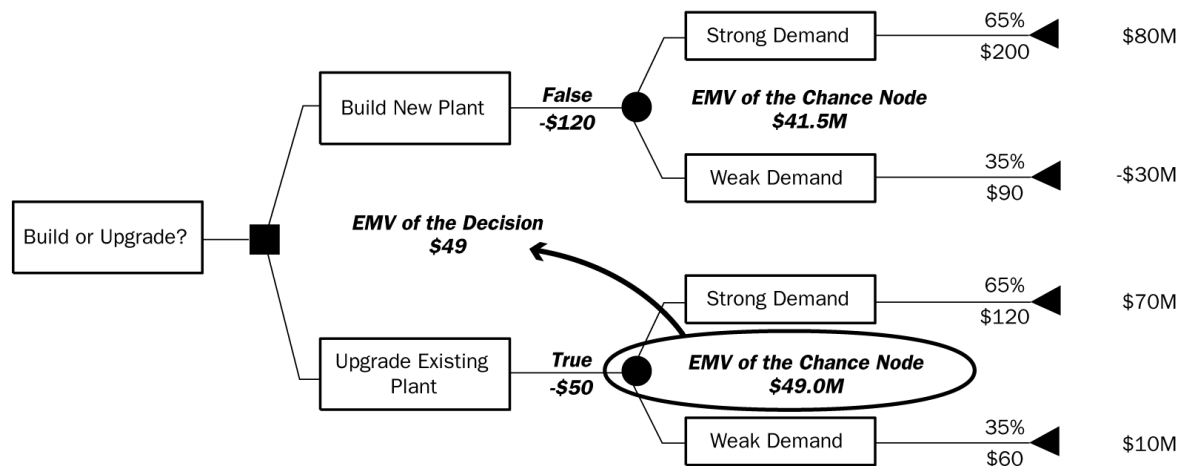 65%
Strong Demand
$200
$80M
Build New Plant
False
-$120
EMV of the Chance Node
$41.5M
35%
Weak Demand
$90
-$30M
Build or Upgrade?
EMV of the Decision
$49
65%
Strong Demand
$120
$70M
Upgrade Existing
Plant
True
-$50
EMV of the Chance Node
$49.0M
35%
Weak Demand
$60
$10M